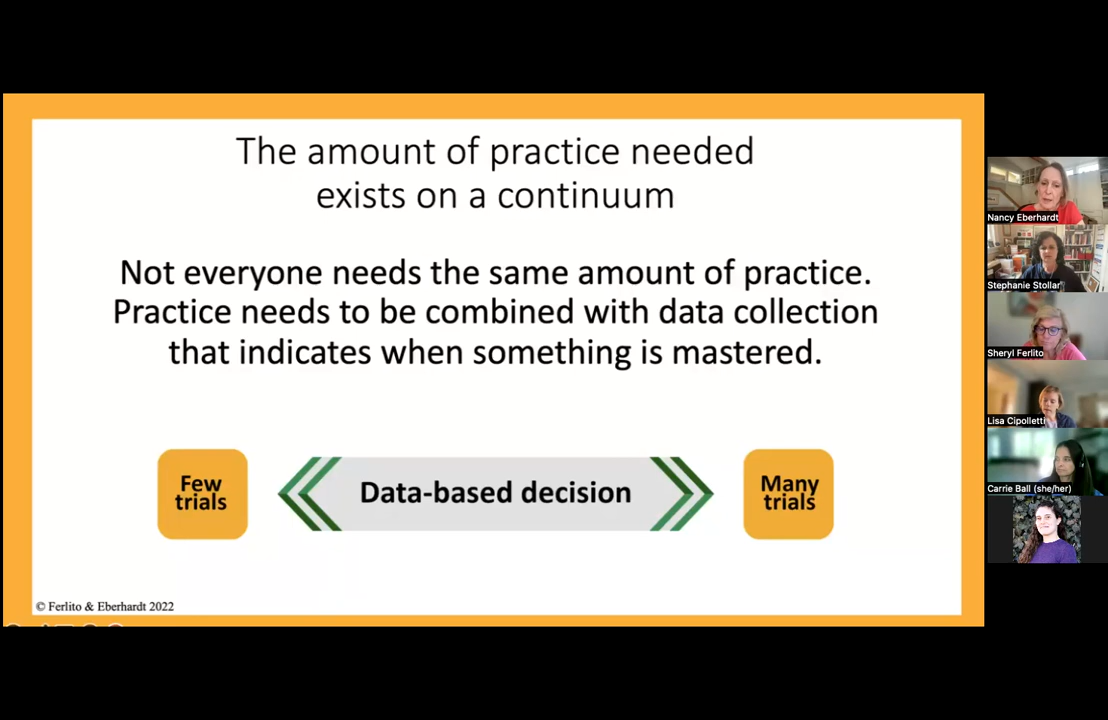 The amount of practice needed
exists on a continuum
Not everyone needs the same amount of practice.
Practice needs to be combined with data collection
that indicates when something is mastered.
Few
trials
Data-based decision
Many
trials
© Ferlito & Eberhardt 2022
Nancy Eberhardt
Stephanie Stollar
Sheryl Ferlito
Lisa Cipolletti
Carrie Ball (she/her)